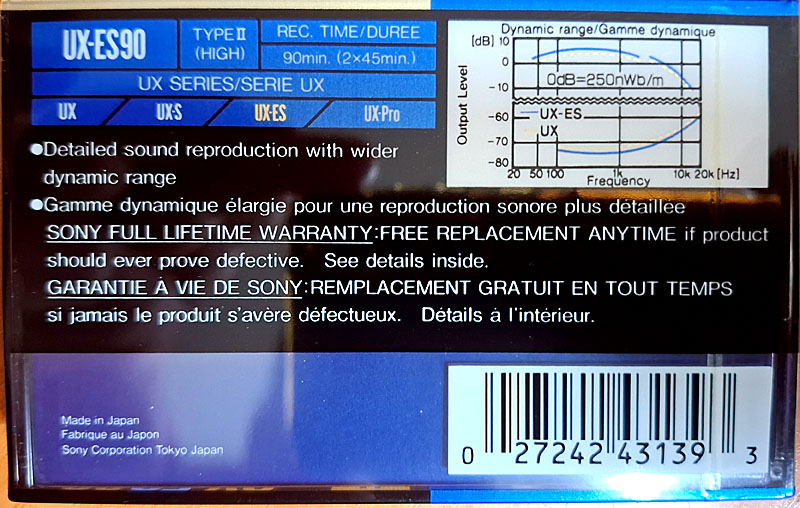 UX-ES90
TYPE II
(HIGH)
REC. TIME/DUREE
90min. (2×45min.)
UX SERIES/SERIE UX
UX UX-S UX-ES UX-Pro
Dynamic range/Gamme dynamique
[dB] 10
0
-10
-60
-70
-80
Output Level
0dB=250nWb/m
UX-ES
UX
20 50 100 1k 10k 20k [Hz]
Frequency
●Detailed sound reproduction with wider
dynamic range
●Gamme dynamique élargie pour une reproduction sonore plus détaillee
SONY FULL LIFETIME WARRANTY:FREE REPLACEMENT ANYTIME if product
should ever prove defective. See details inside.
GARANTIE À VIE DE SONY:REMPLACEMENT GRATUIT EN TOUT TEMPS
si jamais le produit s'avère défectueux. Détails à l'intérieur.
Made in Japan
Fabrique au Japon
Sony Corporation Tokyo Japan
0 27242 43139 3